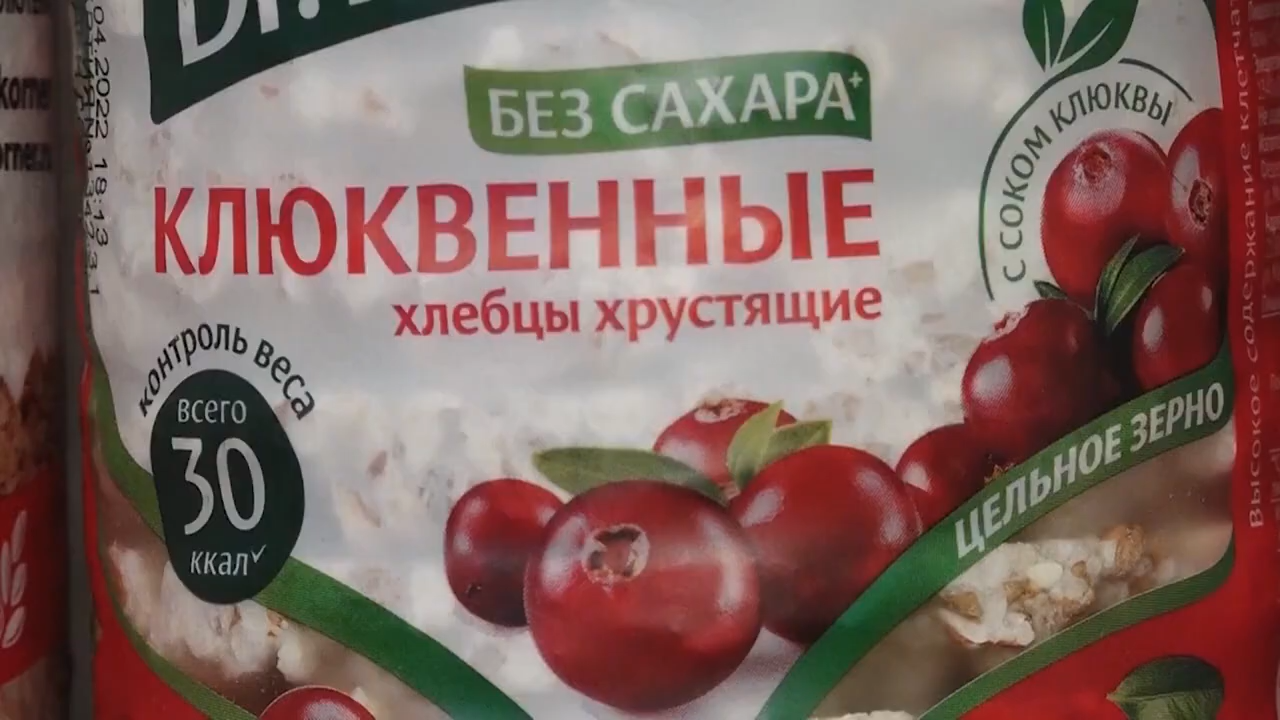 БЕЗ САХАРА+
КЛЮКВЕННЫЕ
хлебцы хрустящие
С СОКОМ КЛЮКВЫ
контроль веса
всего
30
ккал✓
ЦЕЛЬНОЕ ЗЕРНО
04.2022 18:13
Высокое содержание клетчат